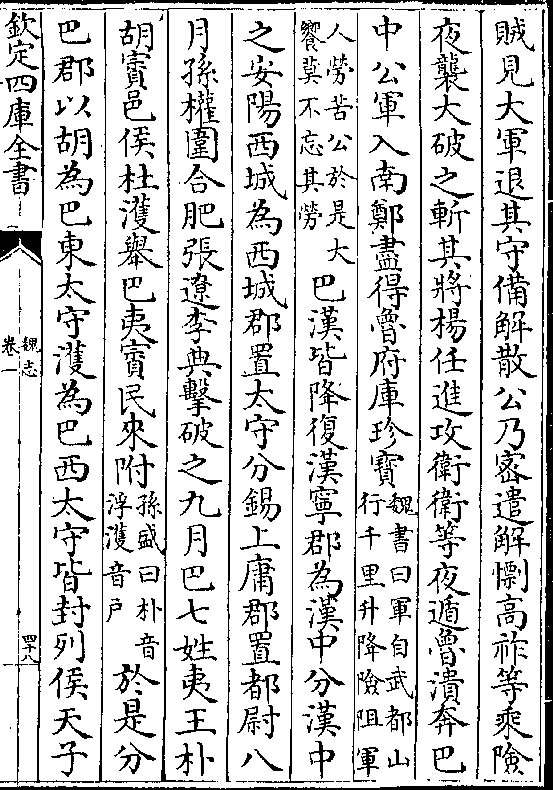 賊見大軍退其守備解散公乃密遣解𢢼高祚等乘險
夜襲大破之斬其將楊任進攻衛衛等夜遁魯潰奔巴
中公軍入南鄭盡得魯府庫珍寶魏書曰軍自武都山行千里升降險阻軍
人勞苦公於是大饗莫不忘其勞巴漢皆降復漢寧郡為漢中分漢中
之安陽西城為西城郡置太守分錫上庸郡置都尉八
月孫權圍合肥張遼李典擊破之九月巴七姓夷王朴
胡賨邑侯杜濩舉巴夷賨民來附孫盛曰朴音浮濩音戶於是分
巴郡以胡為巴東太守濩為巴西太守皆封列侯天子
欽定四庫全書
魏志
卷一
四十八